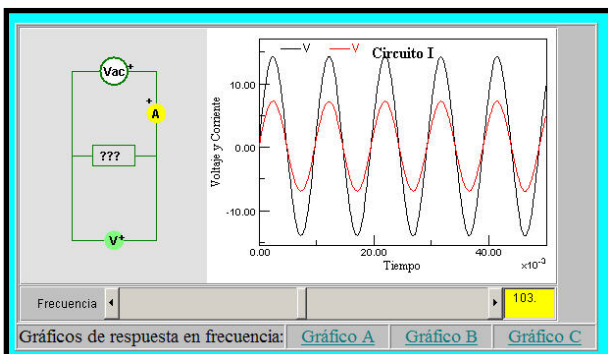 Vac+
+
A
???
V+
V V
Circuito I
Voltaje y Corriente
10.00
0.00
-10.00
0.00 20.00 40.00
Tiempo ×10⁻³
Frecuencia 103.
Gráficos de respuesta en frecuencia: Gráfico A Gráfico B Gráfico C